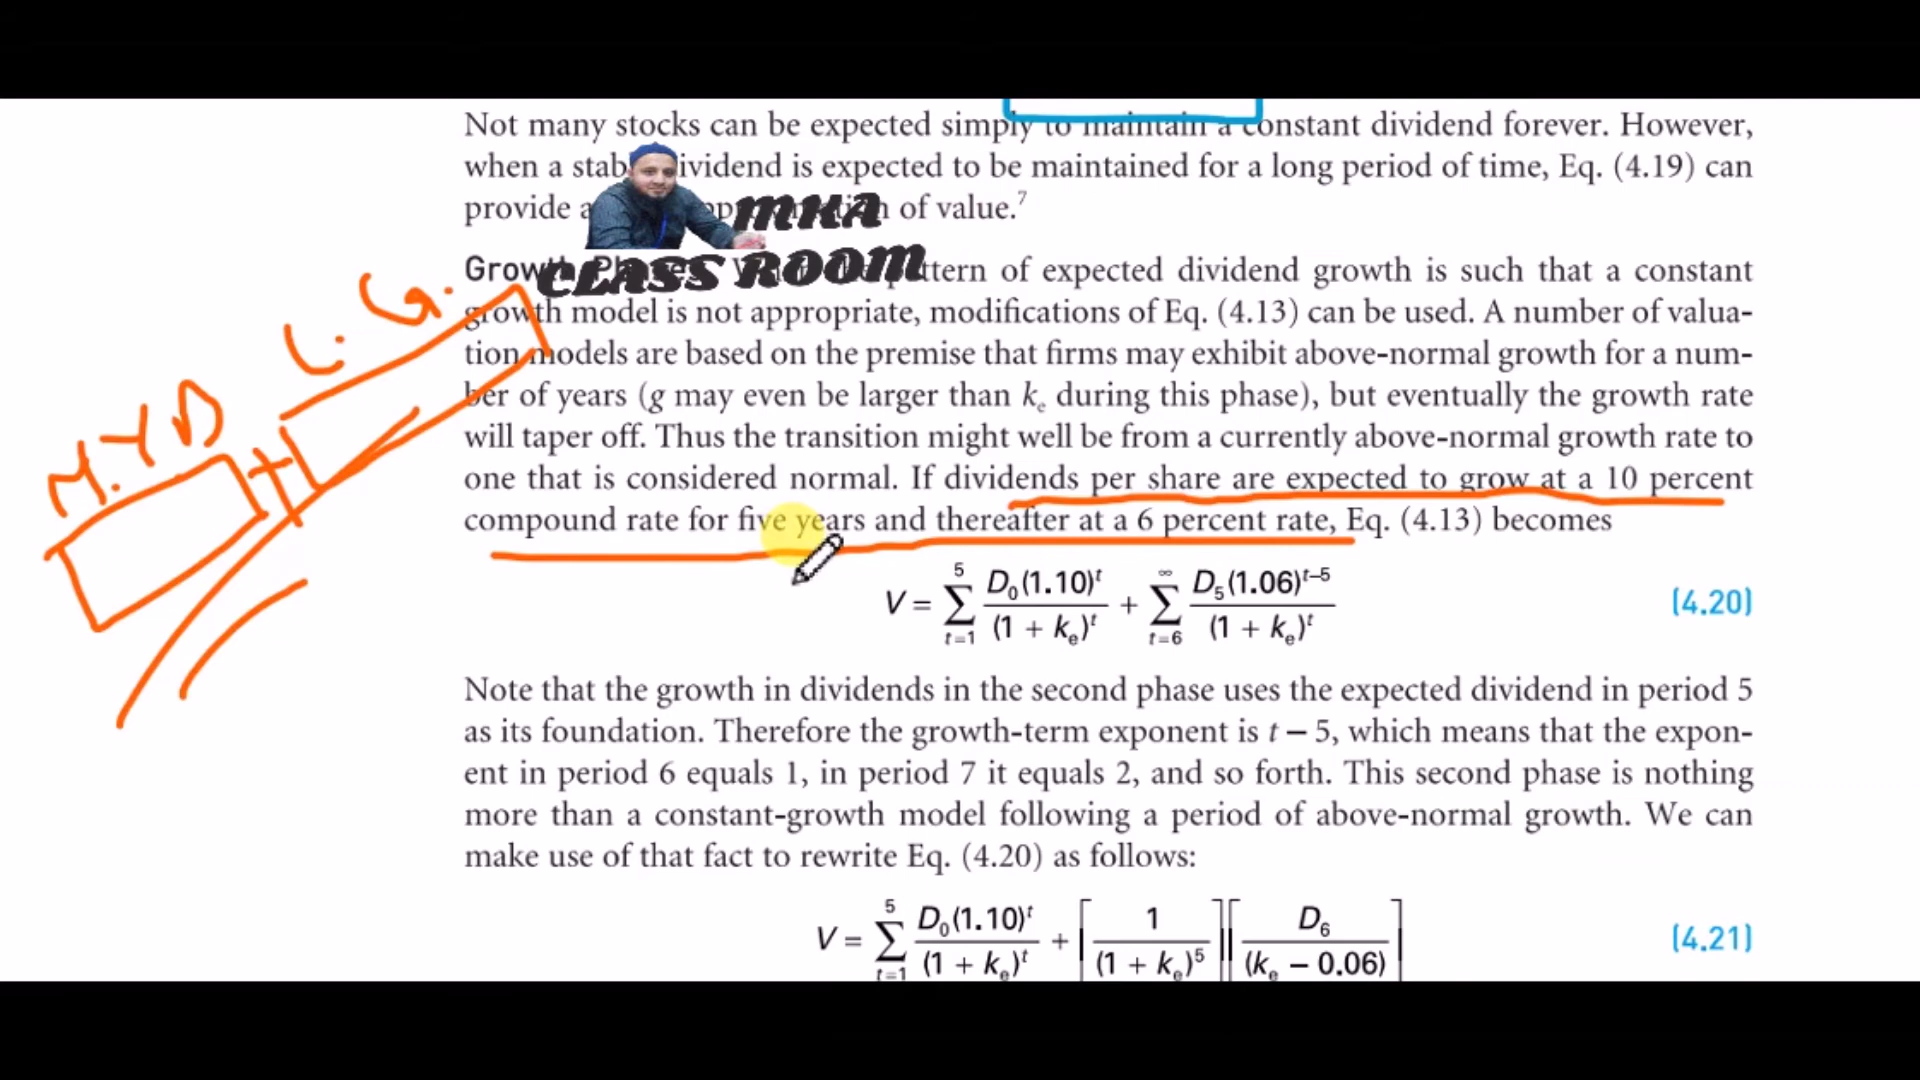 Not many stocks can be expected simply to maintain a constant dividend forever. However,
when a stab ividend is expected to be maintained for a long period of time, Eq. (4.19) can
provide a of value.⁷
MKA
CLASS ROOM
Growth Phases ttern of expected dividend growth is such that a constant
growth model is not appropriate, modifications of Eq. (4.13) can be used. A number of valua-
tion models are based on the premise that firms may exhibit above-normal growth for a num-
ber of years (g may even be larger than kₑ during this phase), but eventually the growth rate
will taper off. Thus the transition might well be from a currently above-normal growth rate to
one that is considered normal. If dividends per share are expected to grow at a 10 percent
compound rate for five years and thereafter at a 6 percent rate, Eq. (4.13) becomes
C.G.
M.YD
+
V = ∑_{t=1}^{5} D₀(1.10)ᵗ / (1 + kₑ)ᵗ + ∑_{t=6}^{∞} D₅(1.06)ᵗ⁻⁵ / (1 + kₑ)ᵗ (4.20)
Note that the growth in dividends in the second phase uses the expected dividend in period 5
as its foundation. Therefore the growth-term exponent is t – 5, which means that the expon-
ent in period 6 equals 1, in period 7 it equals 2, and so forth. This second phase is nothing
more than a constant-growth model following a period of above-normal growth. We can
make use of that fact to rewrite Eq. (4.20) as follows:
V = ∑_{t=1}^{5} D₀(1.10)ᵗ / (1 + kₑ)ᵗ + [1 / (1 + kₑ)⁵][D₆ / (kₑ – 0.06)] (4.21)